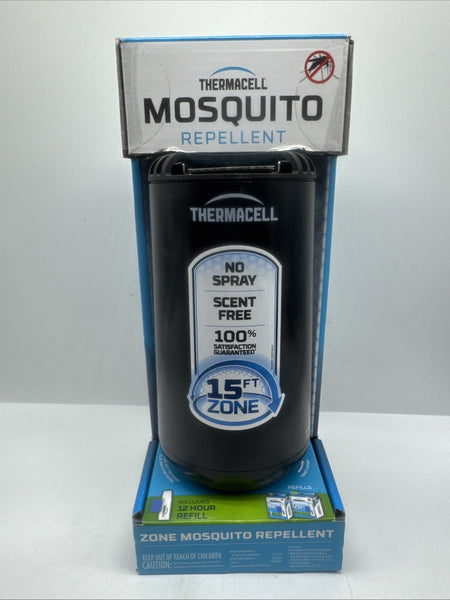 THERMACELL
MOSQUITO
REPELLENT
THERMACELL
NO
SPRAY
SCENT
FREE
100%
SATISFACTION
GUARANTEED*
15FT
ZONE
INCLUDES
12 HOUR
REFILL
REFILLS
ZONE MOSQUITO REPELLENT
KEEP OUT OF REACH OF CHILDREN
CAUTION: